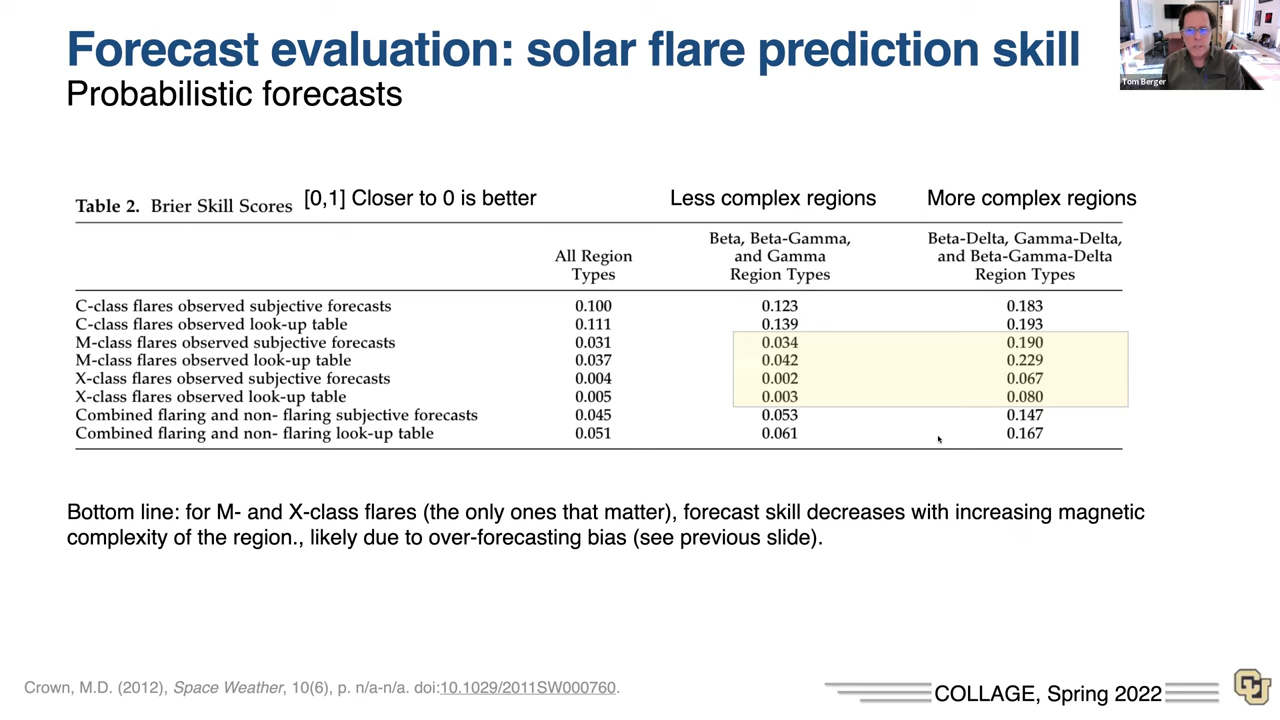 Forecast evaluation: solar flare prediction skill
Probabilistic forecasts
Tom Berger
Table 2. Brier Skill Scores [0,1] Closer to 0 is better Less complex regions More complex regions
All Region Types Beta, Beta-Gamma, and Gamma Region Types Beta-Delta, Gamma-Delta, and Beta-Gamma-Delta Region Types
C-class flares observed subjective forecasts 0.100 0.123 0.183
C-class flares observed look-up table 0.111 0.139 0.193
M-class flares observed subjective forecasts 0.031 0.034 0.190
M-class flares observed look-up table 0.037 0.042 0.229
X-class flares observed subjective forecasts 0.004 0.002 0.067
X-class flares observed look-up table 0.005 0.003 0.080
Combined flaring and non- flaring subjective forecasts 0.045 0.053 0.147
Combined flaring and non- flaring look-up table 0.051 0.061 0.167
Bottom line: for M- and X-class flares (the only ones that matter), forecast skill decreases with increasing magnetic
complexity of the region., likely due to over-forecasting bias (see previous slide).
Crown, M.D. (2012), Space Weather, 10(6), p. n/a-n/a. doi:10.1029/2011SW000760.
COLLAGE, Spring 2022
CU